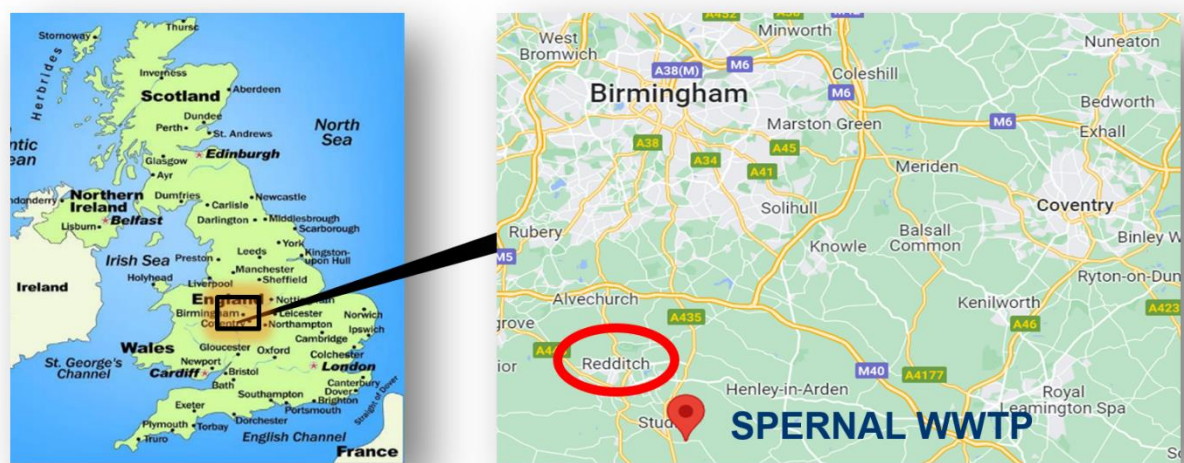 Stornoway
Thurso
Herbrides
Inverness
Scotland
Aberdeen
Dundee
Perth
St. Andrews
North
Sea
Glasgow
Edinburgh
Ayr
Northern
Ireland
Dumfries
Newcastle
Carlisle
Belfast
Darlington
Middlesbrough
Scarborough
Lisburn
York
Irish Sea
Preston
Leeds
Kingston-
upon Hull
Holyhead
Manchester
Liverpool
Sheffield
Ireland
England
Birmingham
Leicester
Norwich
Coventry
Northampton
Ipswich
Wales
Cambridge
St. George's
Channel
Gloucester
Oxford
Colchester
Newport
Cardiff
Bristol
London
Bath
Canterbury
Dover
Southampton
Brighton
Portsmouth
Straight of Dover
Exeter
Dorchester
Plymouth
Torbay
English Channel
Truro
France
West
Bromwich
Minworth
M6
Nuneaton
A38(M)
Coleshill
M6
Birmingham
Bedworth
Marston Green
M6
Exhall
A38
A34
A45
A41
Meriden
Solihull
Coventry
Rubery
Knowle
Balsall
Common
Binley W
M5
Ryton-on-Dun
Alvechurch
Kenilworth
A435
A46
A423
grove
Redditch
ior
M40
A4177
Henley-in-Arden
Royal
Leamington Spa
SPERNAL WWTP